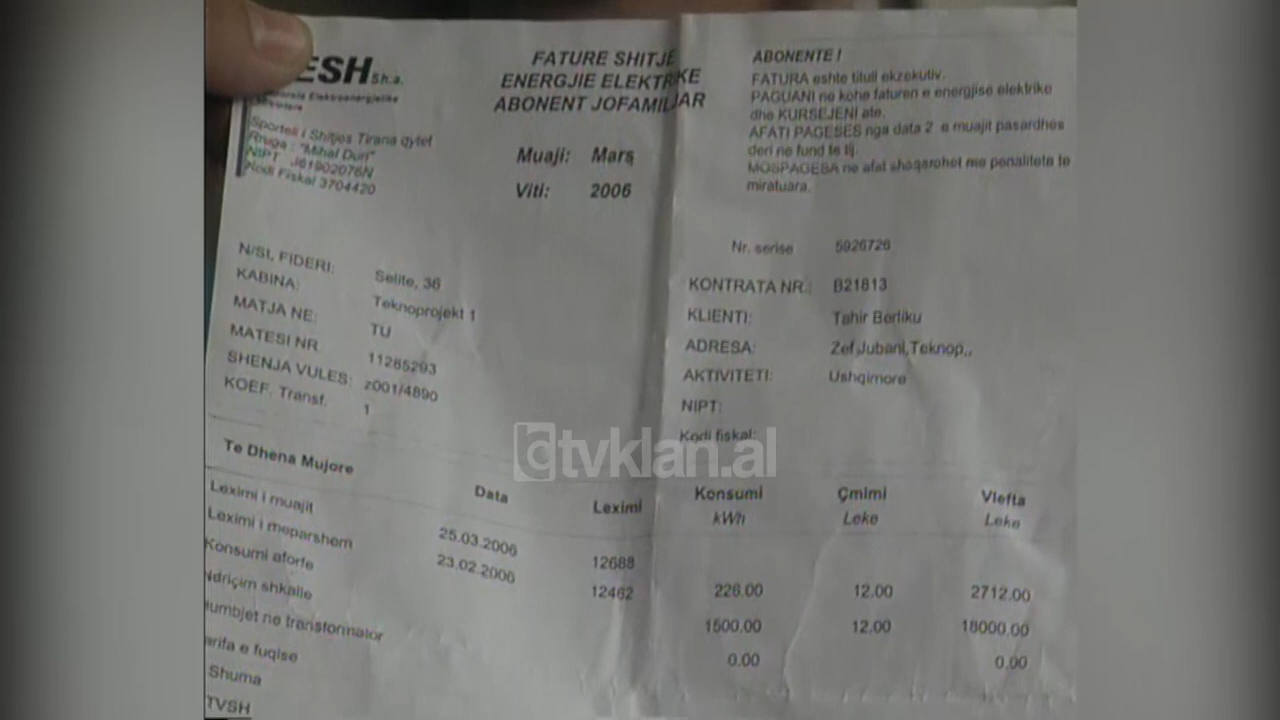 ESH Sh.a.
Elektroenergjitike
Sporteli i Shitjes Tirana qytet
Rruga : "Mihal Duri"
NIPT J61902076N
Kodi Fiskal 3704420
FATURE SHITJE
ENERGJIE ELEKTRIKE
ABONENT JOFAMILJAR
Muaji: Mars
Viti: 2006
ABONENTE !
FATURA eshte titull ekzekutiv.
PAGUANI ne kohe faturen e energjise elektrike
dhe KURSEJENI ate.
AFATI PAGESES nga data 2 e muajit pasardhes
deri ne fund te tij.
MOSPAGESA ne afat shoqerohet me penalitete te
miratuara.
Nr. serise 5926726
N/St, FIDERI: Selite, 36
KABINA: Teknoprojekt 1
MATJA NE: TU
MATESI NR 11285293
SHENJA VULES: z001/4890
KOEF. Transf. 1
KONTRATA NR.: B21813
KLIENTI: Tahir Berliku
ADRESA: Zef Jubani,Teknop,,
AKTIVITETI: Ushqimore
NIPT:
Kodi fiskal:
tvklan.al
Te Dhena Mujore Data Leximi Konsumi Çmimi Vlefta
kWh Leke Leke
Leximi i muajit 25.03.2006 12688
Leximi i meparshem 23.02.2006 12462
Konsumi aforfe 226.00 12.00 2712.00
Ndriçim shkalle 1500.00 12.00 18000.00
Humbjet ne transformator 0.00 0.00
arifa e fuqise
Shuma
TVSH